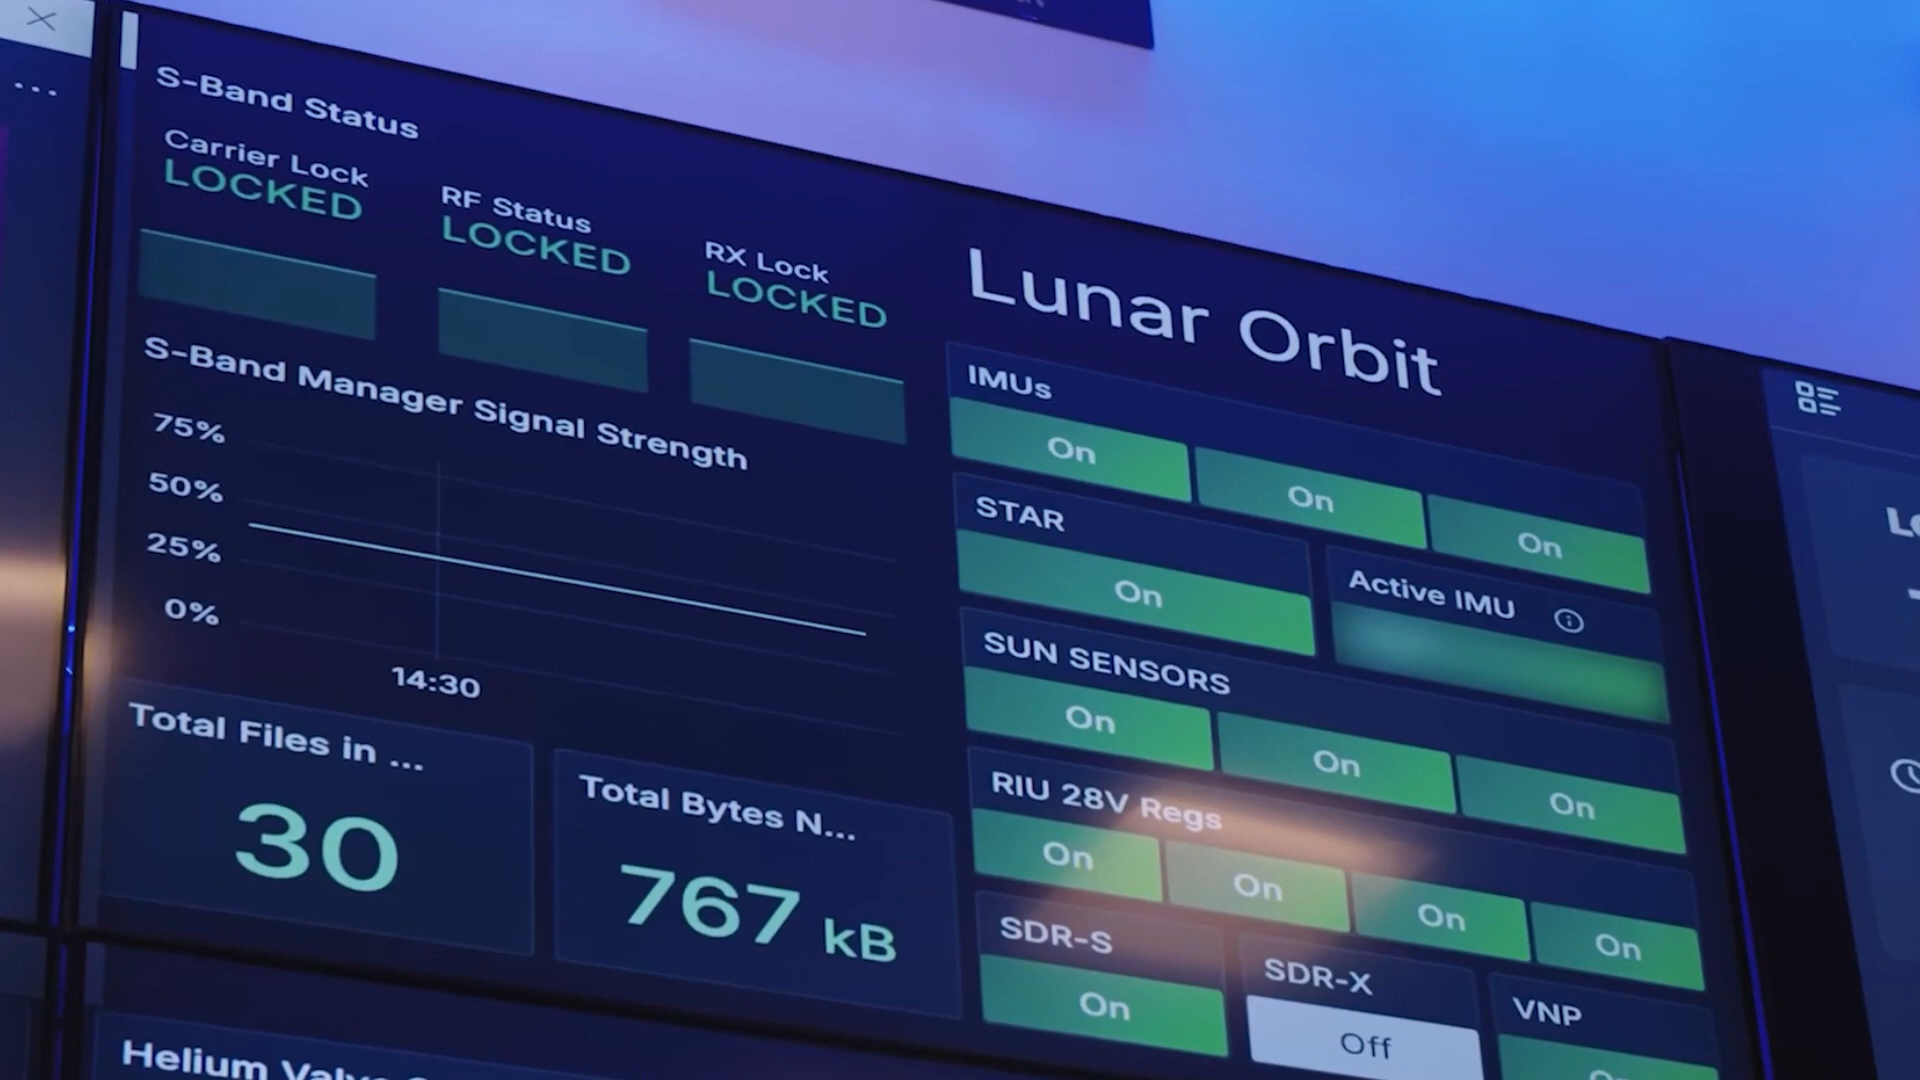 ...
S-Band Status
Carrier Lock
LOCKED
RF Status
LOCKED
RX Lock
LOCKED
S-Band Manager Signal Strength
75%
50%
25%
0%
14:30
Total Files in ...
30
Total Bytes N...
767 kB
Lunar Orbit
IMUs
On On On
STAR
On
Active IMU
SUN SENSORS
On On On
RIU 28V Regs
On On On On
SDR-S
On
SDR-X
Off
VNP
Helium